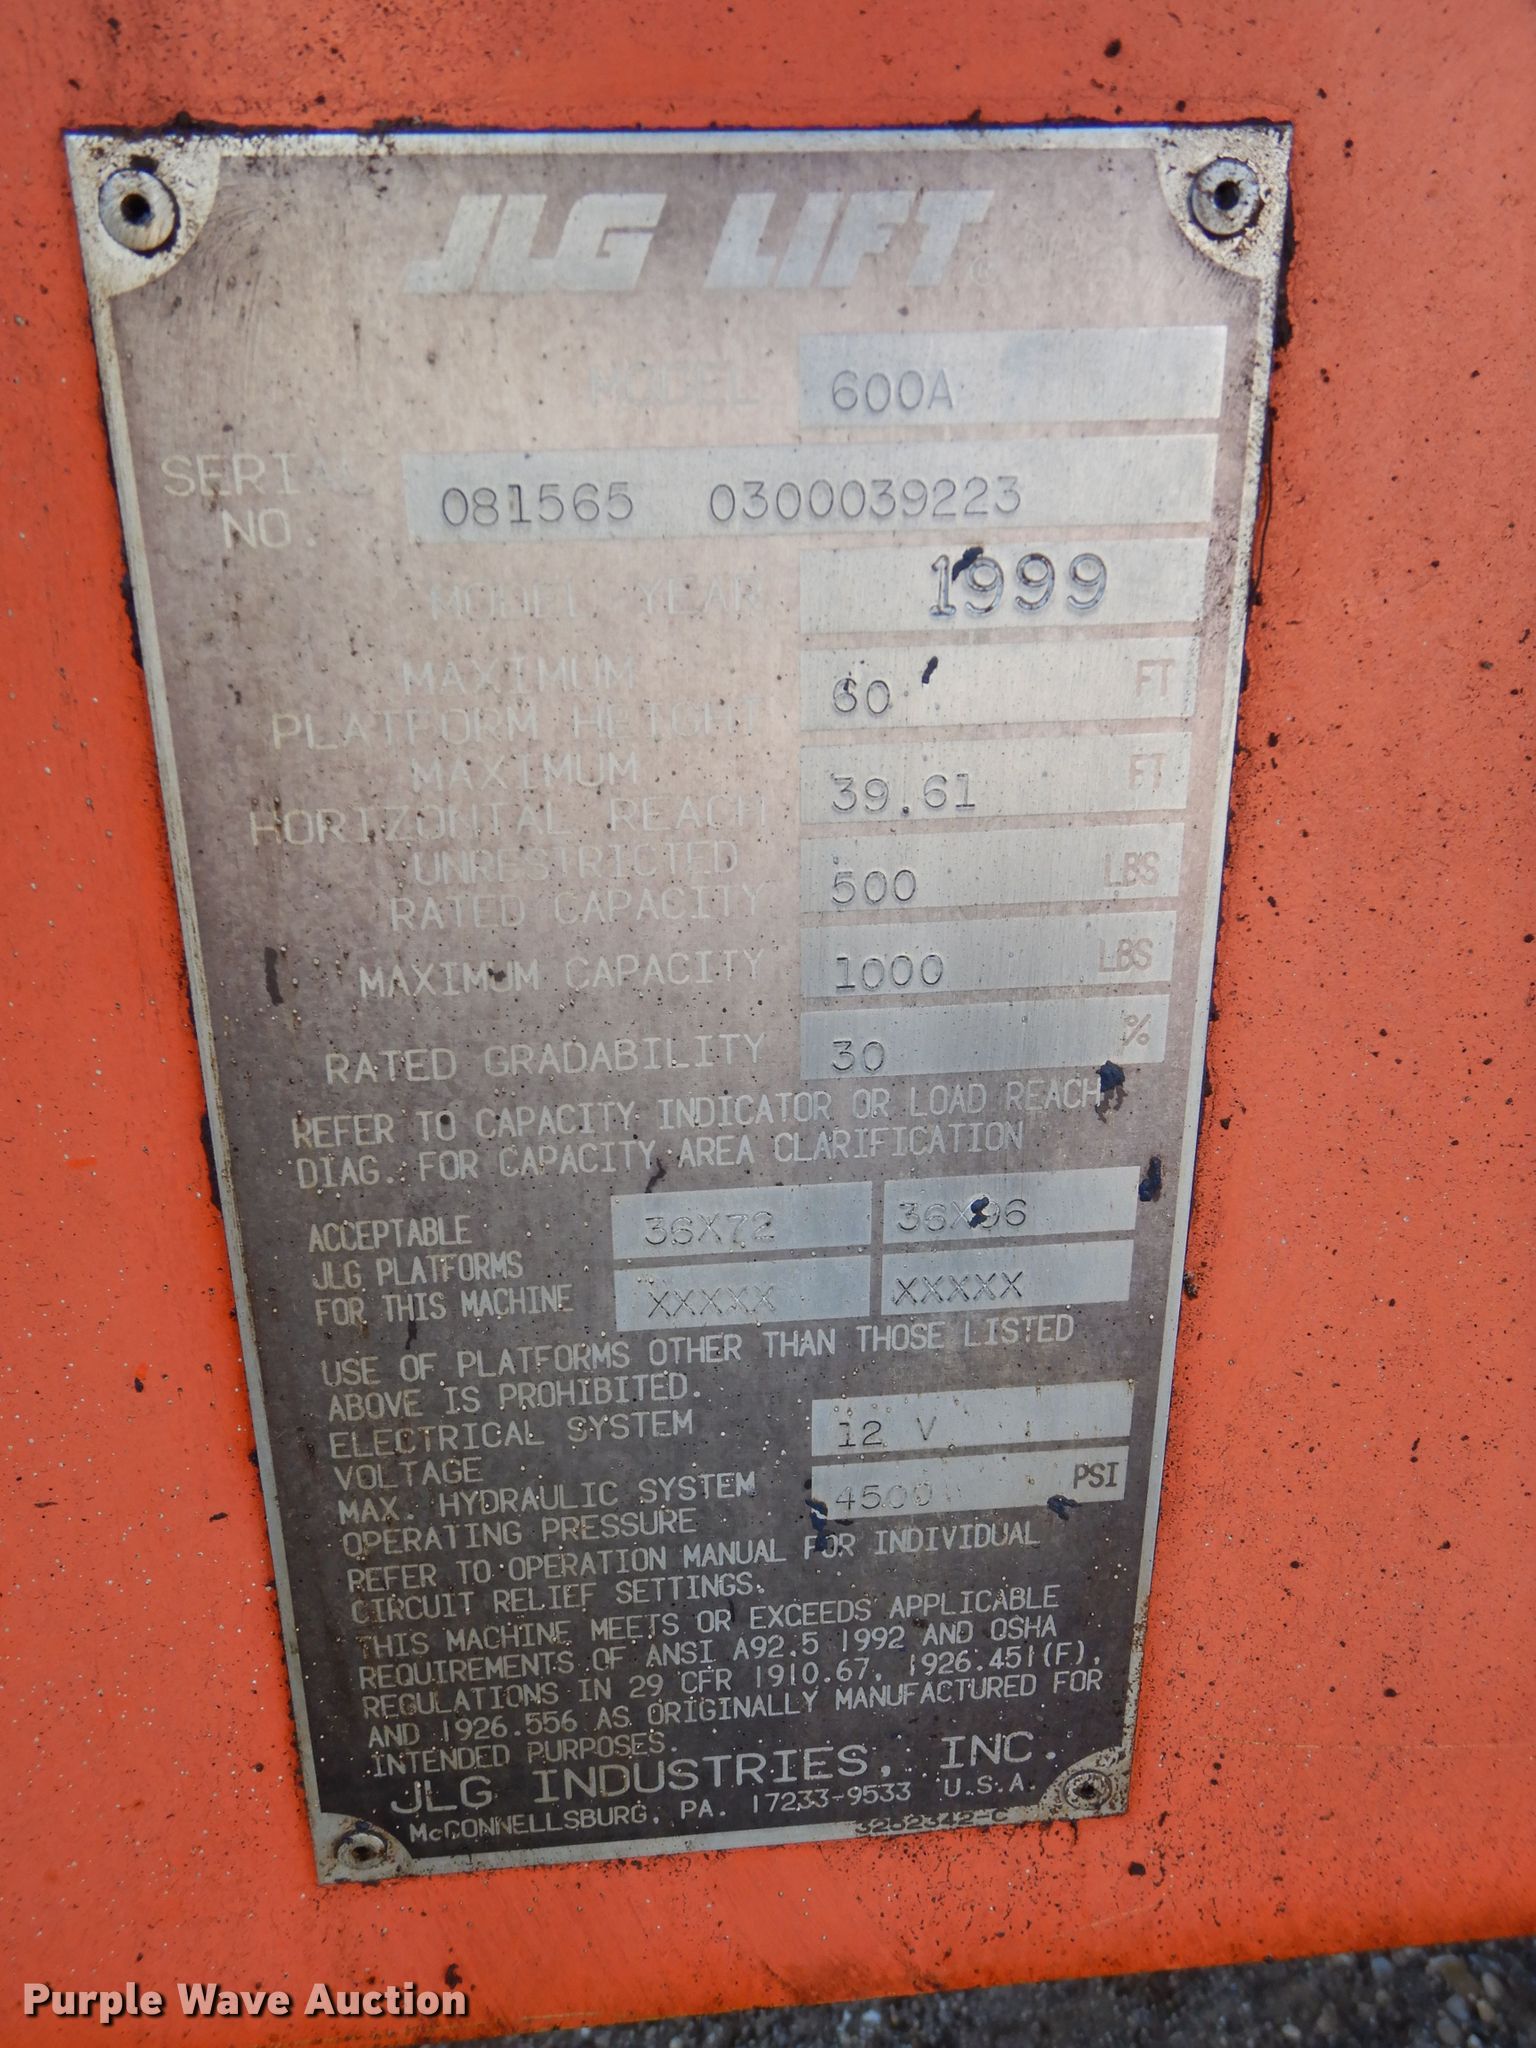 JLG LIFT
MODEL 600A
SERIAL NO. 081565 0300039223
MODEL YEAR 1999
MAXIMUM PLATFORM HEIGHT 60 FT
MAXIMUM HORIZONTAL REACH 39.61 FT
UNRESTRICTED RATED CAPACITY 500 LBS
MAXIMUM CAPACITY 1000 LBS
RATED GRADABILITY 30 %
REFER TO CAPACITY INDICATOR OR LOAD REACH
DIAG. FOR CAPACITY AREA CLARIFICATION
ACCEPTABLE 36X72 36X96
JLG PLATFORMS
FOR THIS MACHINE XXXXX XXXXX
USE OF PLATFORMS OTHER THAN THOSE LISTED
ABOVE IS PROHIBITED.
ELECTRICAL SYSTEM
VOLTAGE 12 V
MAX. HYDRAULIC SYSTEM
OPERATING PRESSURE 4500 PSI
REFER TO OPERATION MANUAL FOR INDIVIDUAL
CIRCUIT RELIEF SETTINGS.
THIS MACHINE MEETS OR EXCEEDS APPLICABLE
REQUIREMENTS OF ANSI A92.5 1992 AND OSHA
REGULATIONS IN 29 CFR 1910.67, 1926.451(F),
AND 1926.556 AS ORIGINALLY MANUFACTURED FOR
INTENDED PURPOSES.
JLG INDUSTRIES, INC.
McCONNELLSBURG, PA. 17233-9533 U.S.A.
Purple Wave Auction